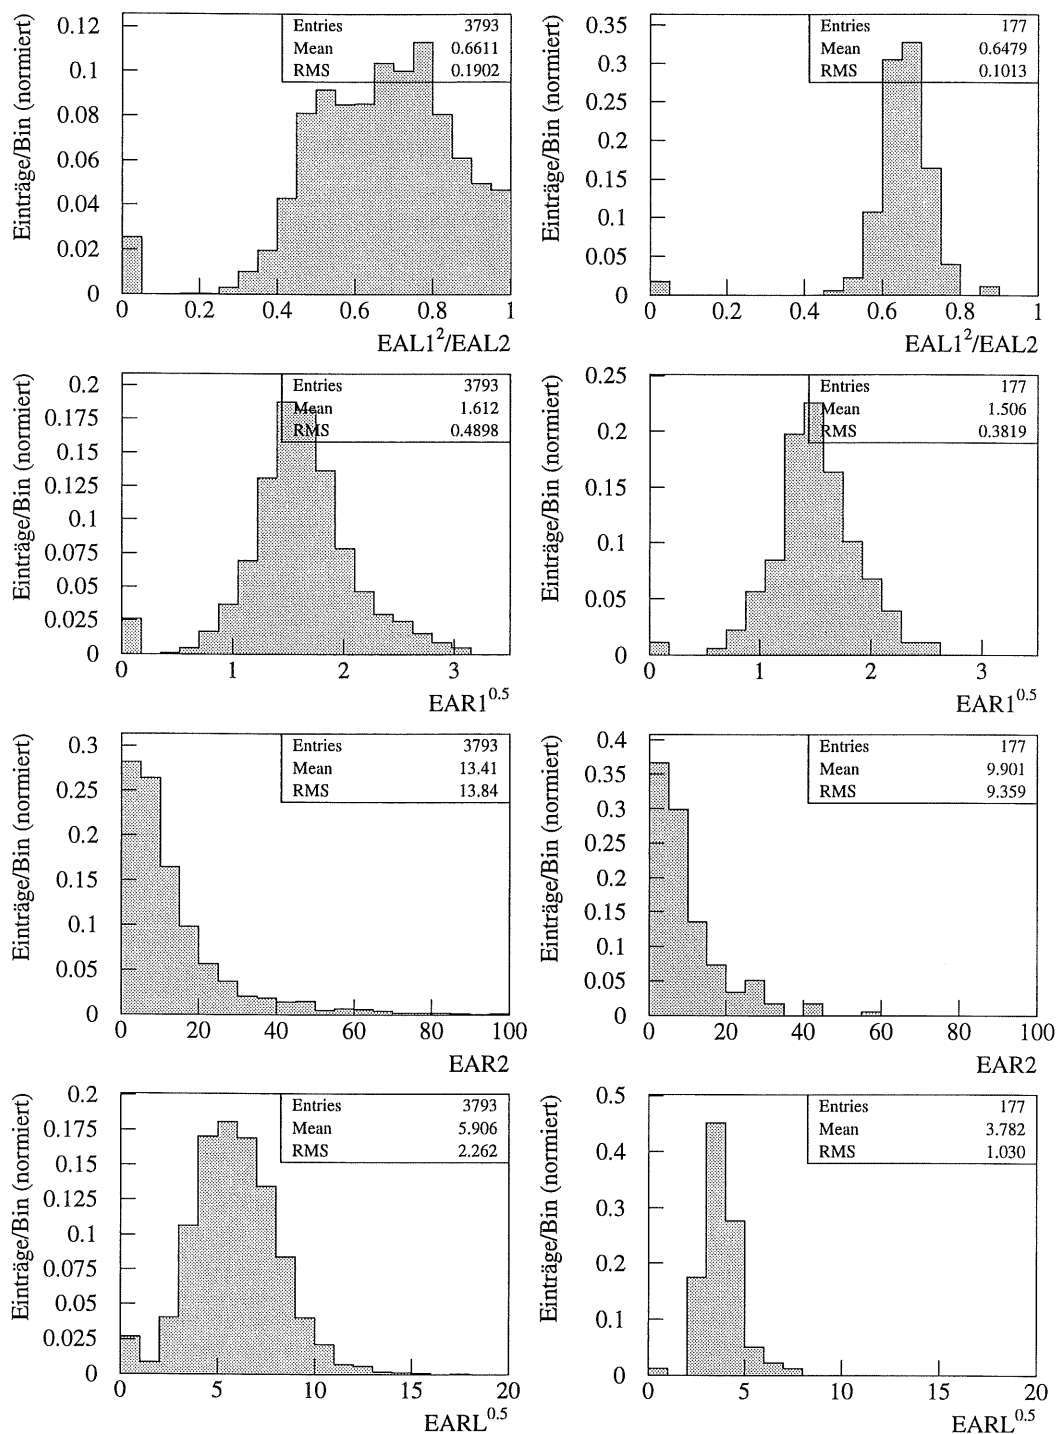 Einträge/Bin (normiert)
0.12
0.1
0.08
0.06
0.04
0.02
0
Entries 3793
Mean 0.6611
RMS 0.1902
0 0.2 0.4 0.6 0.8 1
EAL1²/EAL2
Einträge/Bin (normiert)
0.35
0.3
0.25
0.2
0.15
0.1
0.05
0
Entries 177
Mean 0.6479
RMS 0.1013
0.2 0.4 0.6 0.8 1
EAL1²/EAL2
Einträge/Bin (normiert)
0.2
0.175
0.15
0.125
0.1
0.075
0.05
0.025
0
Entries 3793
Mean 1.612
RMS 0.4898
0 1 2 3
EAR1^0.5
Einträge/Bin (normiert)
0.25
0.2
0.15
0.1
0.05
0
Entries 177
Mean 1.506
RMS 0.3819
0 1 2 3
EAR1^0.5
Einträge/Bin (normiert)
0.3
0.25
0.2
0.15
0.1
0.05
0
Entries 3793
Mean 13.41
RMS 13.84
0 20 40 60 80 100
EAR2
Einträge/Bin (normiert)
0.4
0.35
0.3
0.25
0.2
0.15
0.1
0.05
0
Entries 177
Mean 9.901
RMS 9.359
0 20 40 60 80 100
EAR2
Einträge/Bin (normiert)
0.2
0.175
0.15
0.125
0.1
0.075
0.05
0.025
0
Entries 3793
Mean 5.906
RMS 2.262
0 5 10 15 20
EARL^0.5
Einträge/Bin (normiert)
0.5
0.4
0.3
0.2
0.1
0
Entries 177
Mean 3.782
RMS 1.030
0 5 10 15 20
EARL^0.5